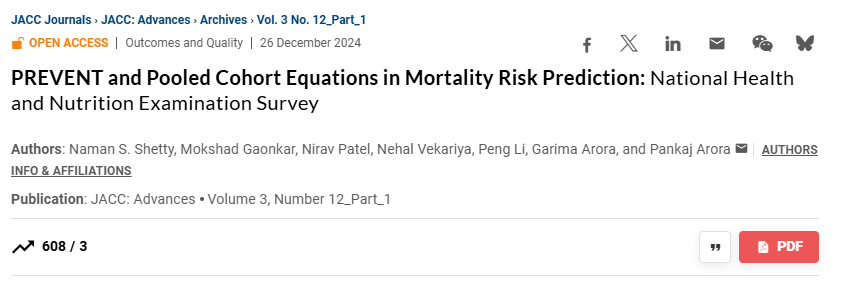 JACC Journals › JACC: Advances › Archives › Vol. 3 No. 12_Part_1
OPEN ACCESS | Outcomes and Quality | 26 December 2024
PREVENT and Pooled Cohort Equations in Mortality Risk Prediction: National Health
and Nutrition Examination Survey
Authors: Naman S. Shetty, Mokshad Gaonkar, Nirav Patel, Nehal Vekariya, Peng Li, Garima Arora, and Pankaj Arora | AUTHORS
INFO & AFFILIATIONS
Publication: JACC: Advances • Volume 3, Number 12_Part_1
608 / 3
PDF